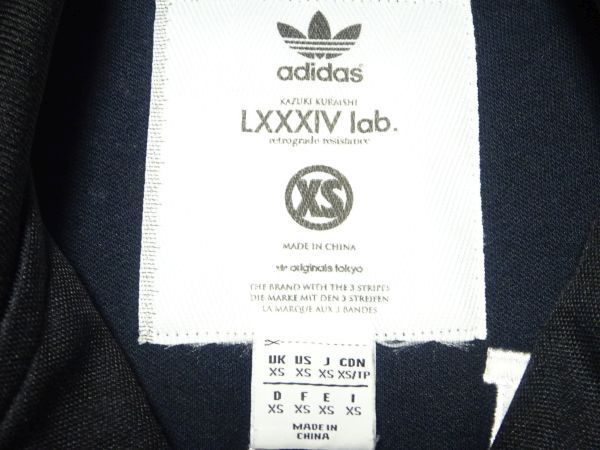 adidas
KAZUKI KURAISHI
LXXXIV lab.
retrograde resistance
XS
MADE IN CHINA
originals tokyo
THE BRAND WITH THE 3 STRIPES
DIE MARKE MIT DEN 3 STREIFEN
LA MARQUE AUX 3 BANDES
UK US J CDN
XS XS XS XS/TP
D F E I
XS XS XS XS
MADE IN
CHINA